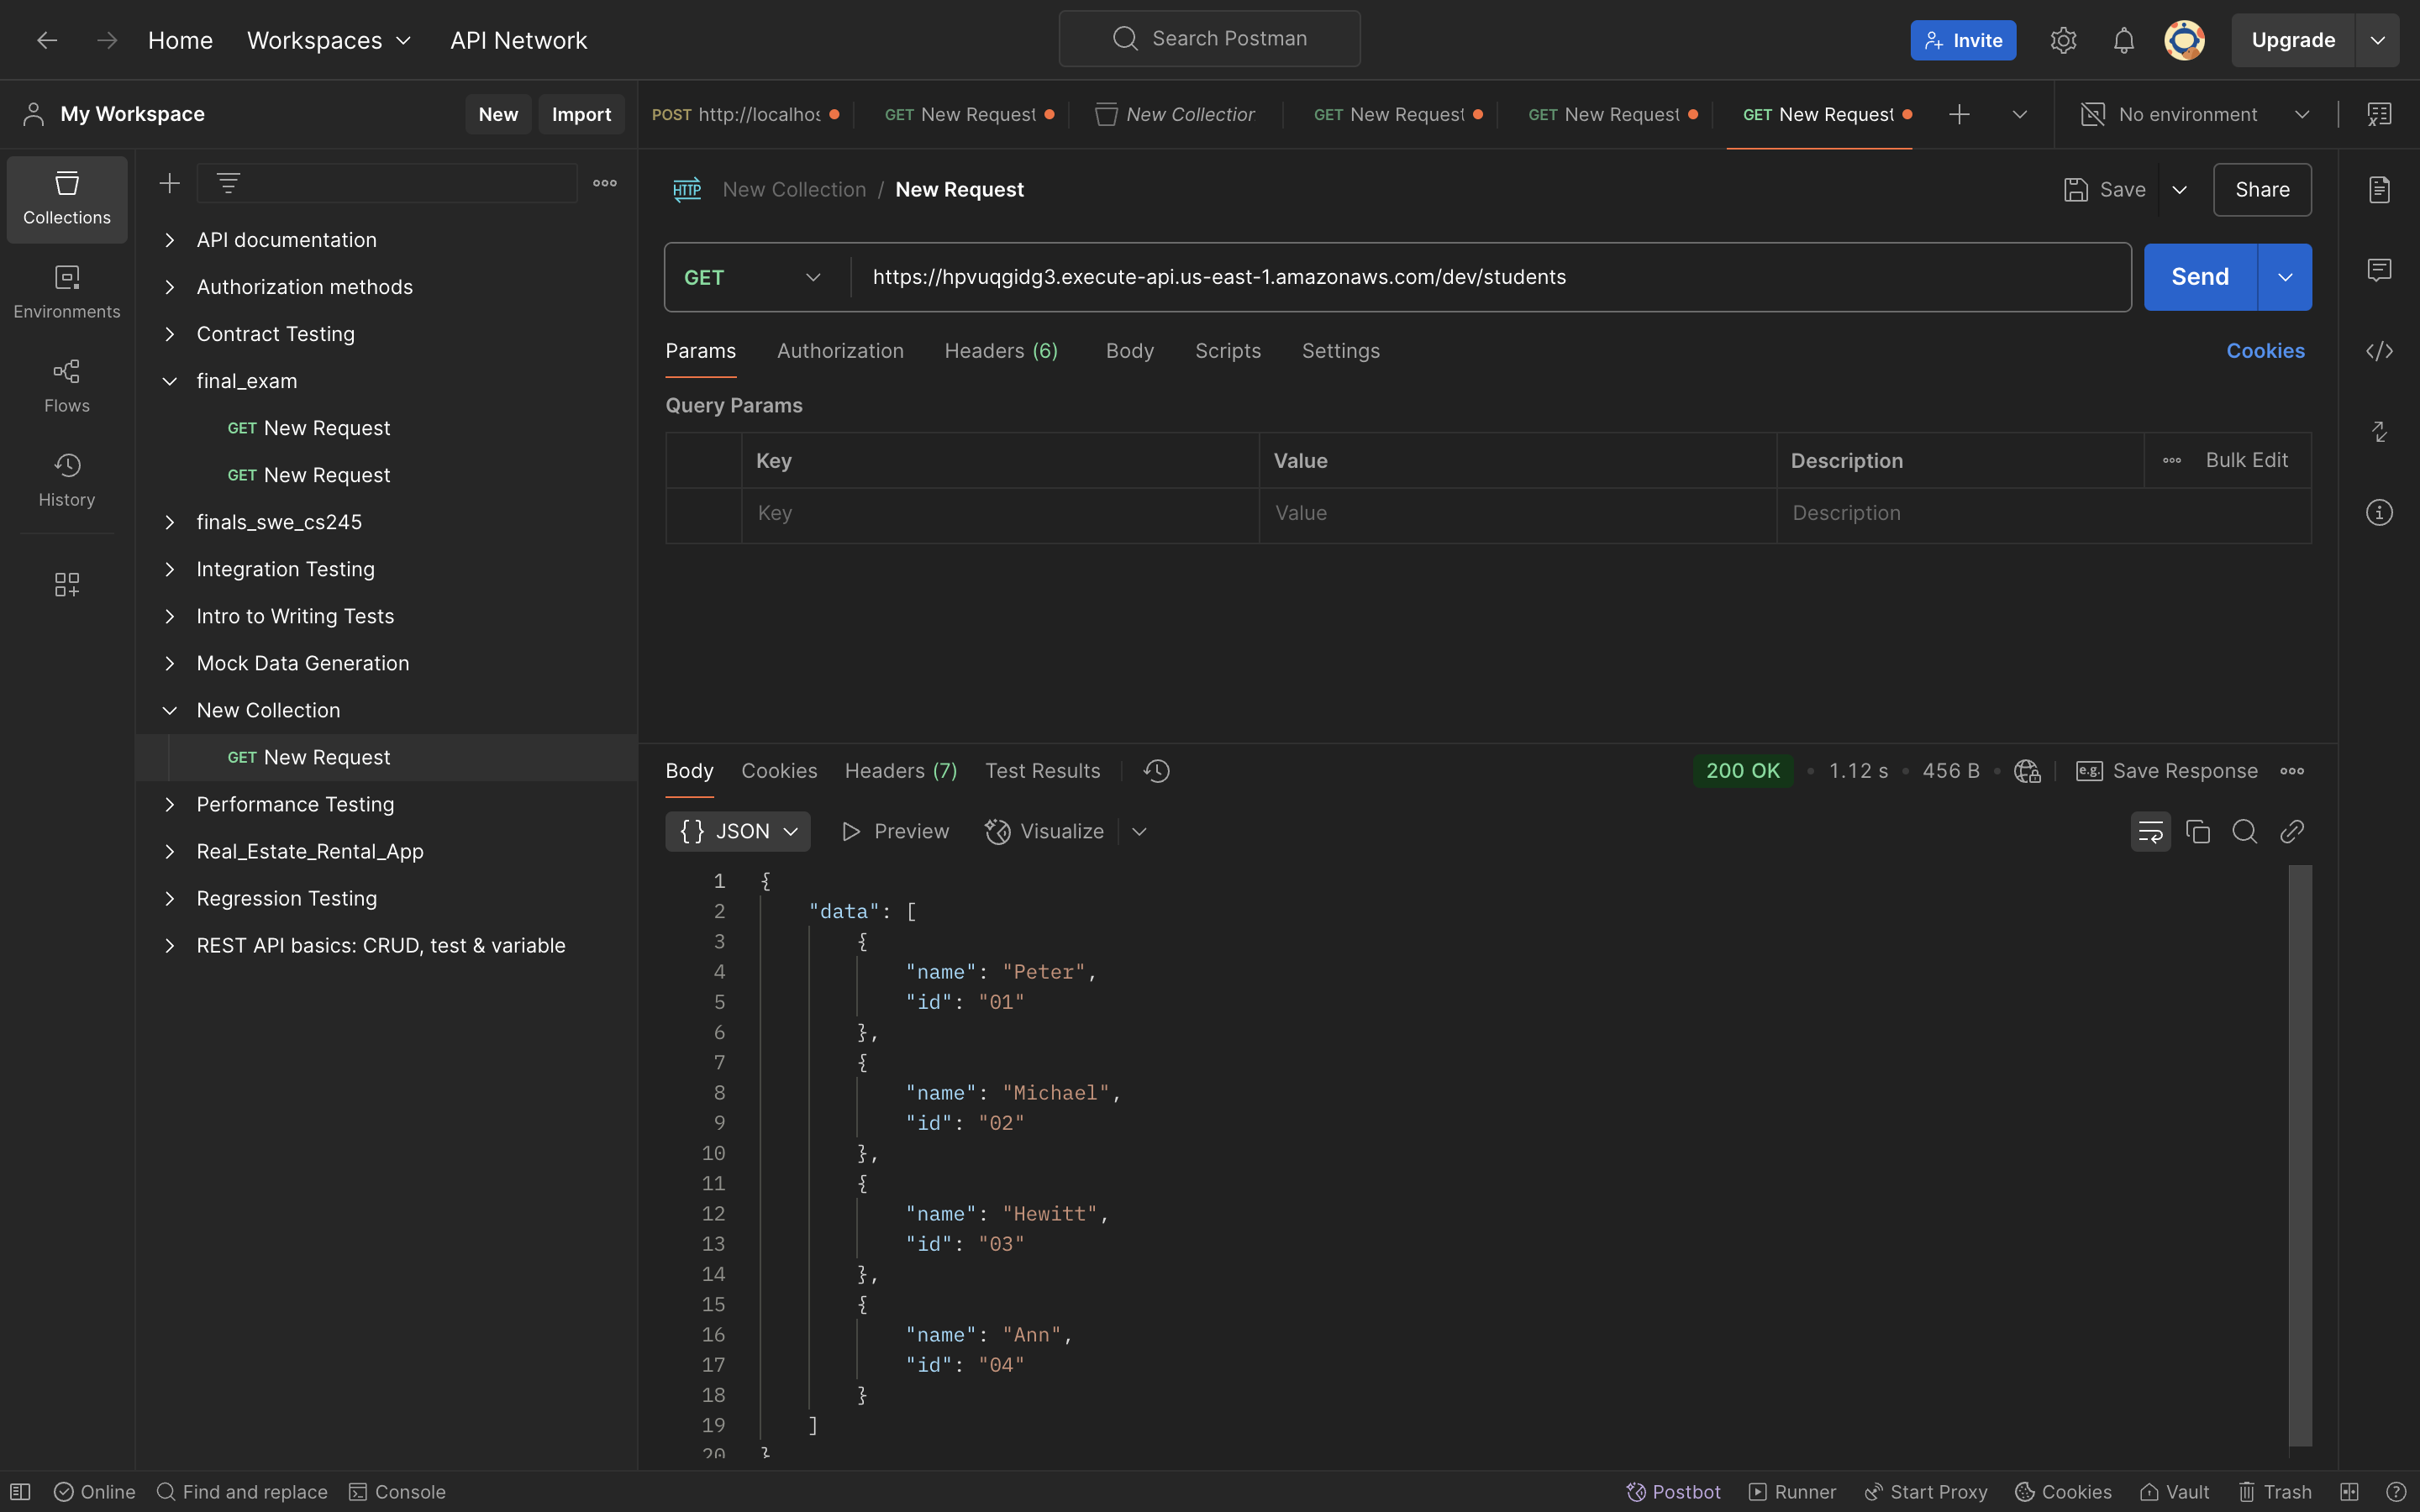 Home Workspaces API Network Search Postman Invite Upgrade
My Workspace New Import POST http://localhos GET New Request New Collection GET New Request GET New Request GET New Request No environment
Collections
Environments
Flows
History
API documentation
Authorization methods
Contract Testing
final_exam
GET New Request
GET New Request
finals_swe_cs245
Integration Testing
Intro to Writing Tests
Mock Data Generation
New Collection
GET New Request
Performance Testing
Real_Estate_Rental_App
Regression Testing
REST API basics: CRUD, test & variable
HTTP New Collection / New Request Save Share
GET https://hpvuqgidg3.execute-api.us-east-1.amazonaws.com/dev/students Send
Params Authorization Headers (6) Body Scripts Settings Cookies
Query Params
Key Value Description Bulk Edit
Key Value Description
Body Cookies Headers (7) Test Results 200 OK 1.12 s 456 B e.g. Save Response
{} JSON Preview Visualize
1 {
2 "data": [
3 {
4 "name": "Peter",
5 "id": "01"
6 },
7 {
8 "name": "Michael",
9 "id": "02"
10 },
11 {
12 "name": "Hewitt",
13 "id": "03"
14 },
15 {
16 "name": "Ann",
17 "id": "04"
18 }
19 ]
20 }
Online Find and replace Console Postbot Runner Start Proxy Cookies Vault Trash